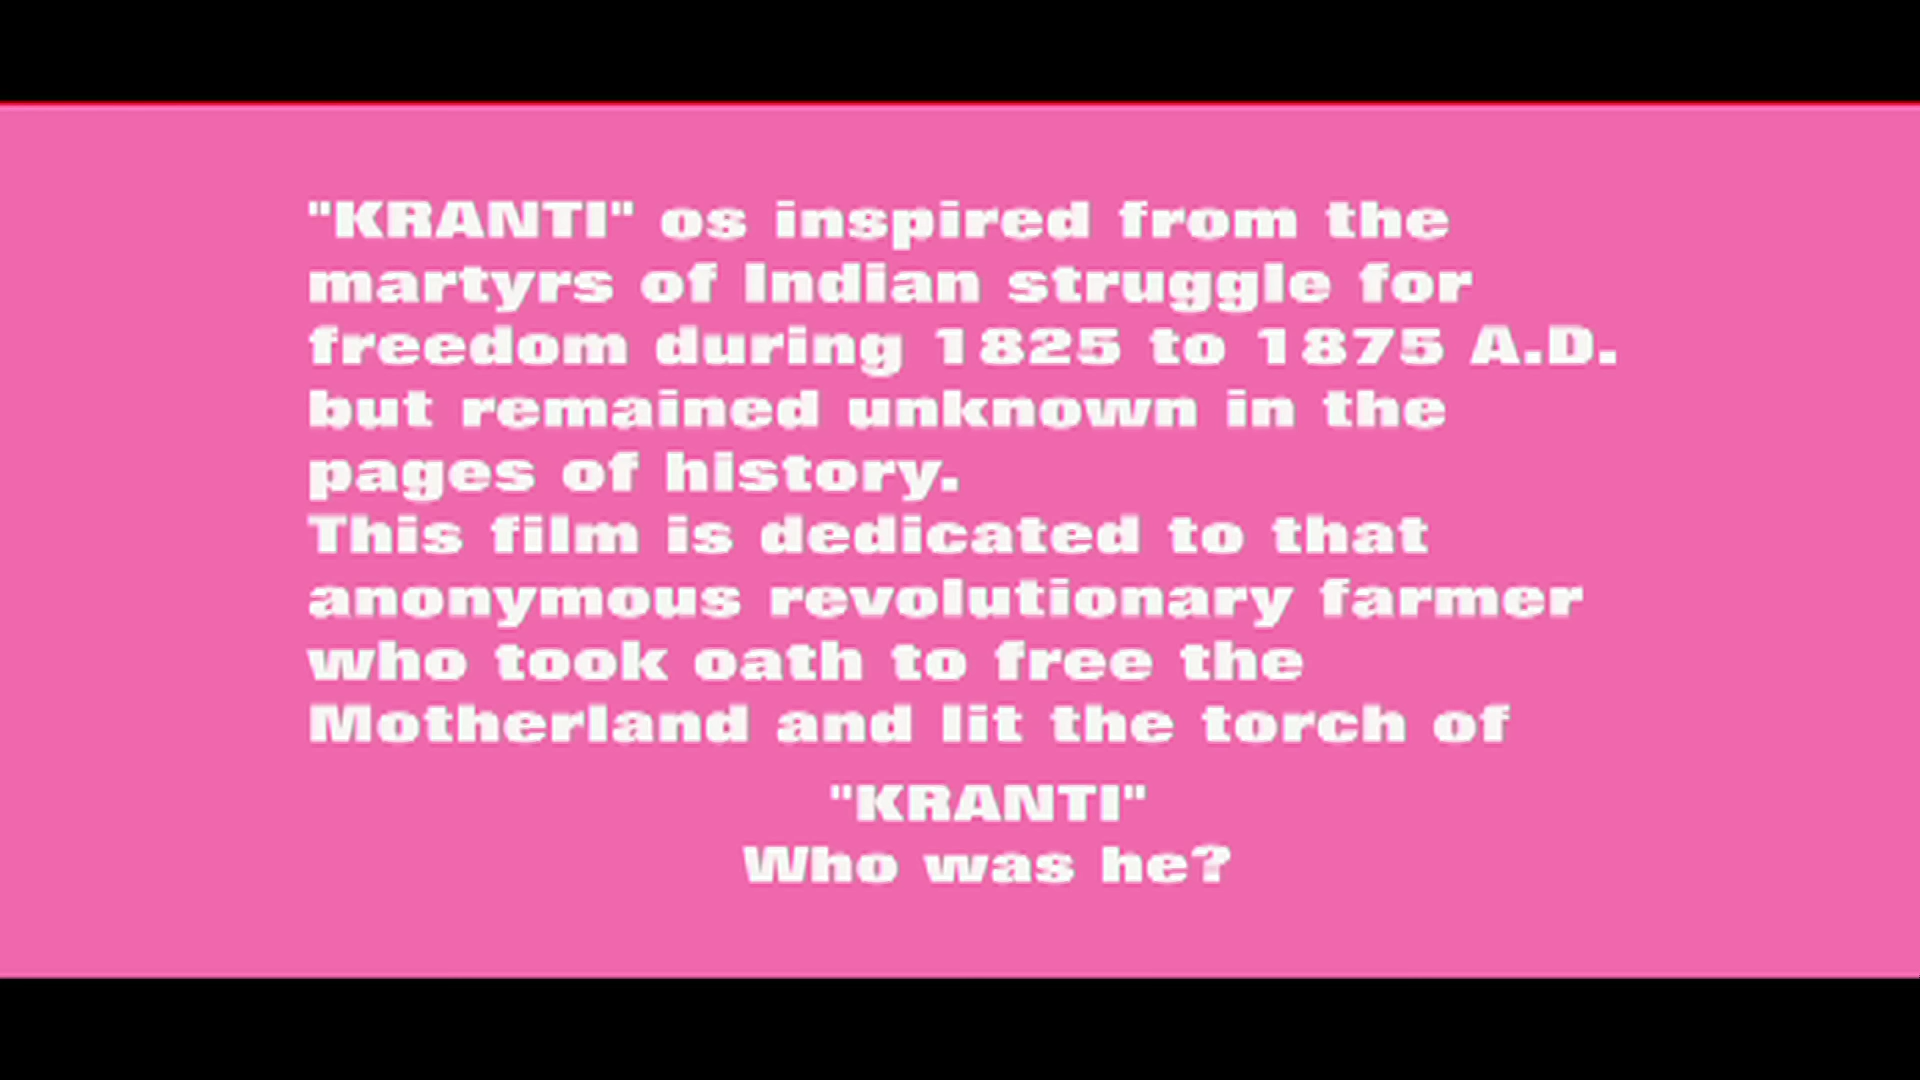 "KRANTI" os inspired from the
martyrs of Indian struggle for
freedom during 1825 to 1875 A.D.
but remained unknown in the
pages of history.
This film is dedicated to that
anonymous revolutionary farmer
who took oath to free the
Motherland and lit the torch of
"KRANTI"
Who was he?